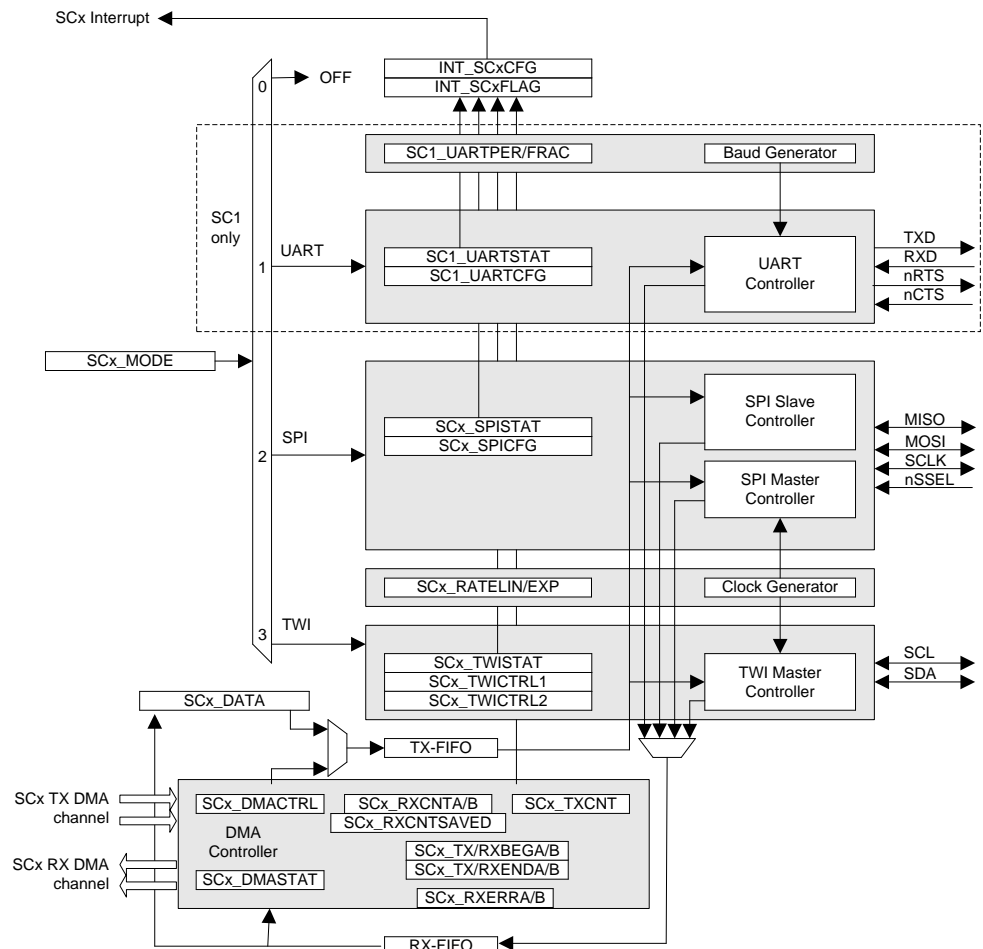 SCx Interrupt
INT_SCxCFG
INT_SCxFLAG
0
OFF
SC1_UARTPER/FRAC
Baud Generator
SC1
only
UART
1
SC1_UARTSTAT
SC1_UARTCFG
UART
Controller
TXD
RXD
nRTS
nCTS
SCx_MODE
SPI
2
SCx_SPISTAT
SCx_SPICFG
SPI Slave
Controller
SPI Master
Controller
MISO
MOSI
SCLK
nSSEL
SCx_RATELIN/EXP
Clock Generator
TWI
3
SCx_TWISTAT
SCx_TWICTRL1
SCx_TWICTRL2
TWI Master
Controller
SCL
SDA
SCx_DATA
TX-FIFO
SCx TX DMA
channel
SCx RX DMA
channel
SCx_DMACTRL
DMA
Controller
SCx_DMASTAT
SCx_RXCNTA/B
SCx_RXCNTSAVED
SCx_TXCNT
SCx_TX/RXBEGA/B
SCx_TX/RXENDA/B
SCx_RXERRA/B
RX-FIFO